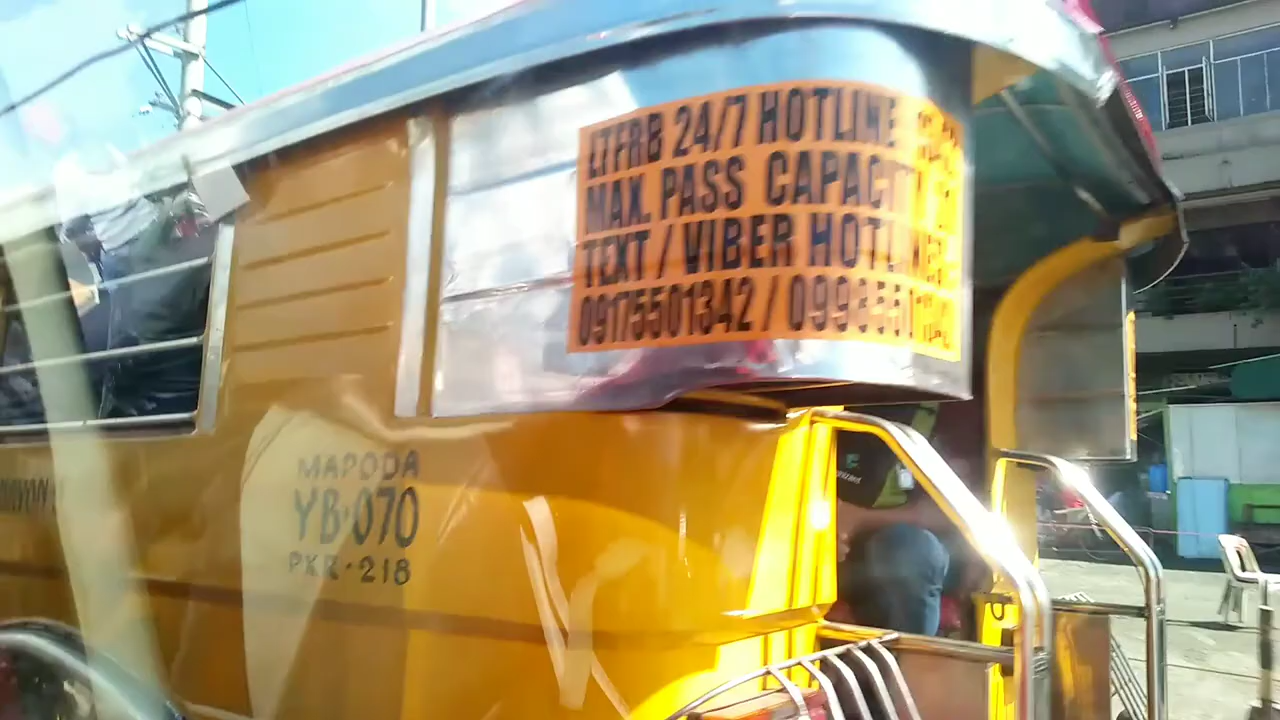 LTFRB 24/7 HOTLINE
MAX. PASS CAPACITY
TEXT / VIBER HOTLINE
09175501342 /
MAPODA
YB-070
PKR-218